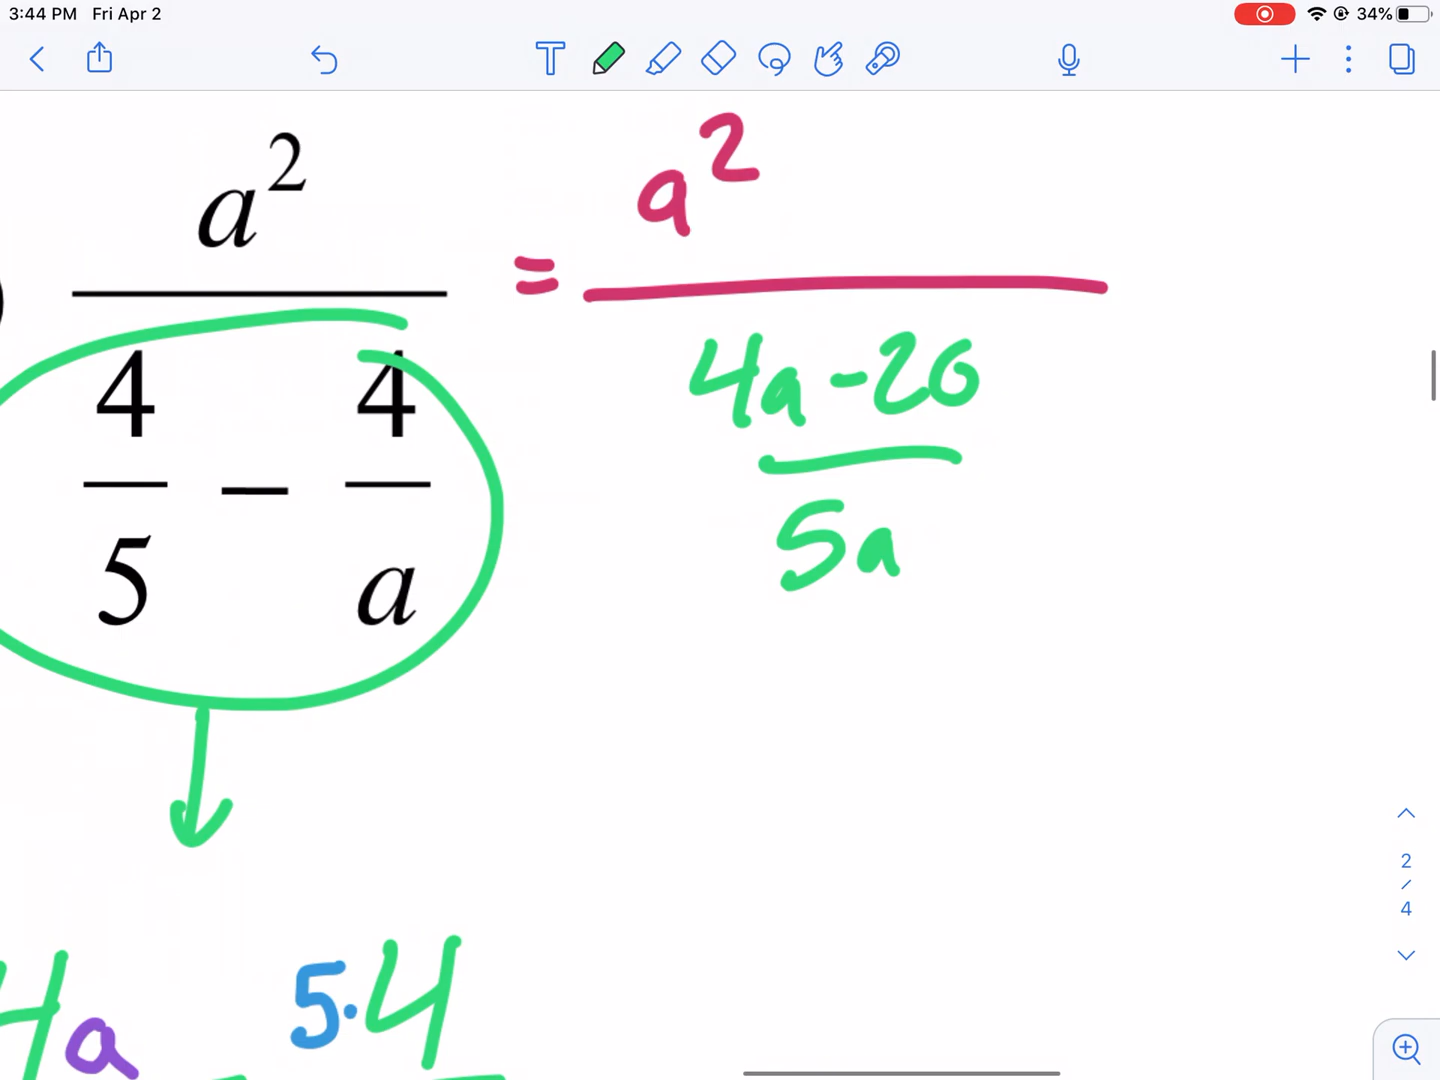 3:44 PM Fri Apr 2 34%
T
a² = a²
4/5 − 4/a
4a-20
5a
2
/
4
4a 5·4